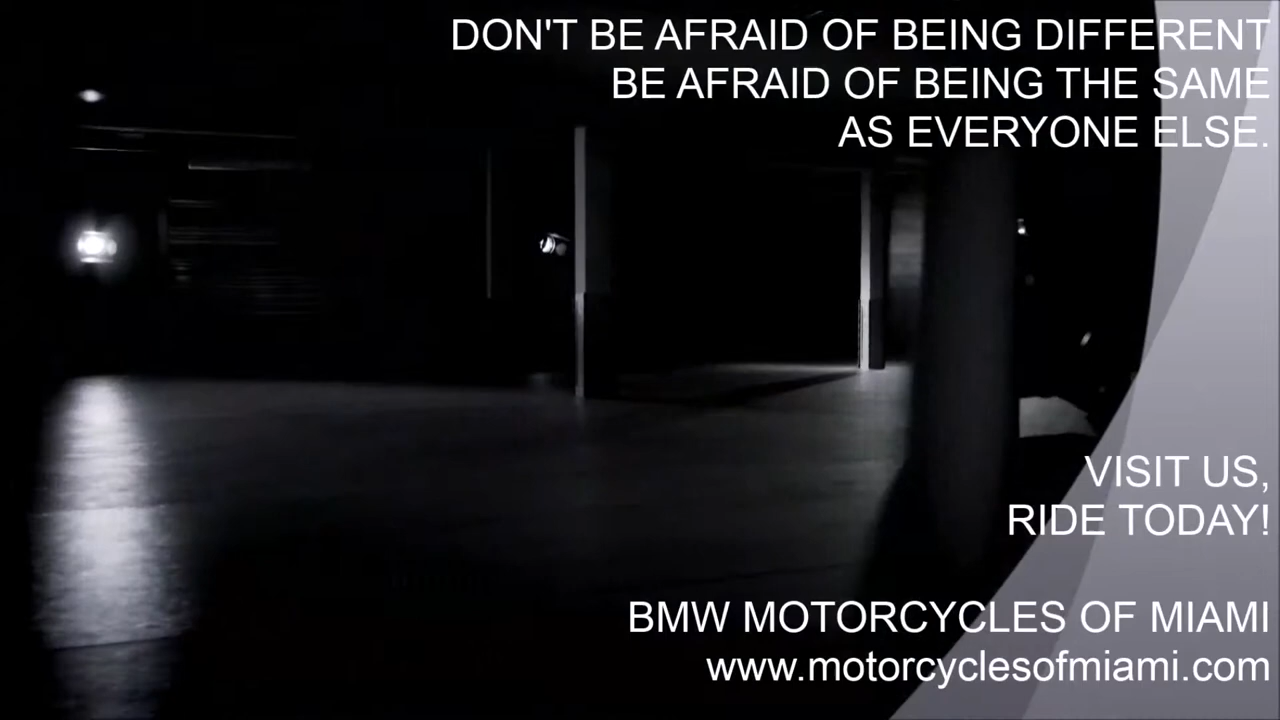 DON'T BE AFRAID OF BEING DIFFERENT
BE AFRAID OF BEING THE SAME
AS EVERYONE ELSE.
VISIT US,
RIDE TODAY!
BMW MOTORCYCLES OF MIAMI
www.motorcyclesofmiami.com